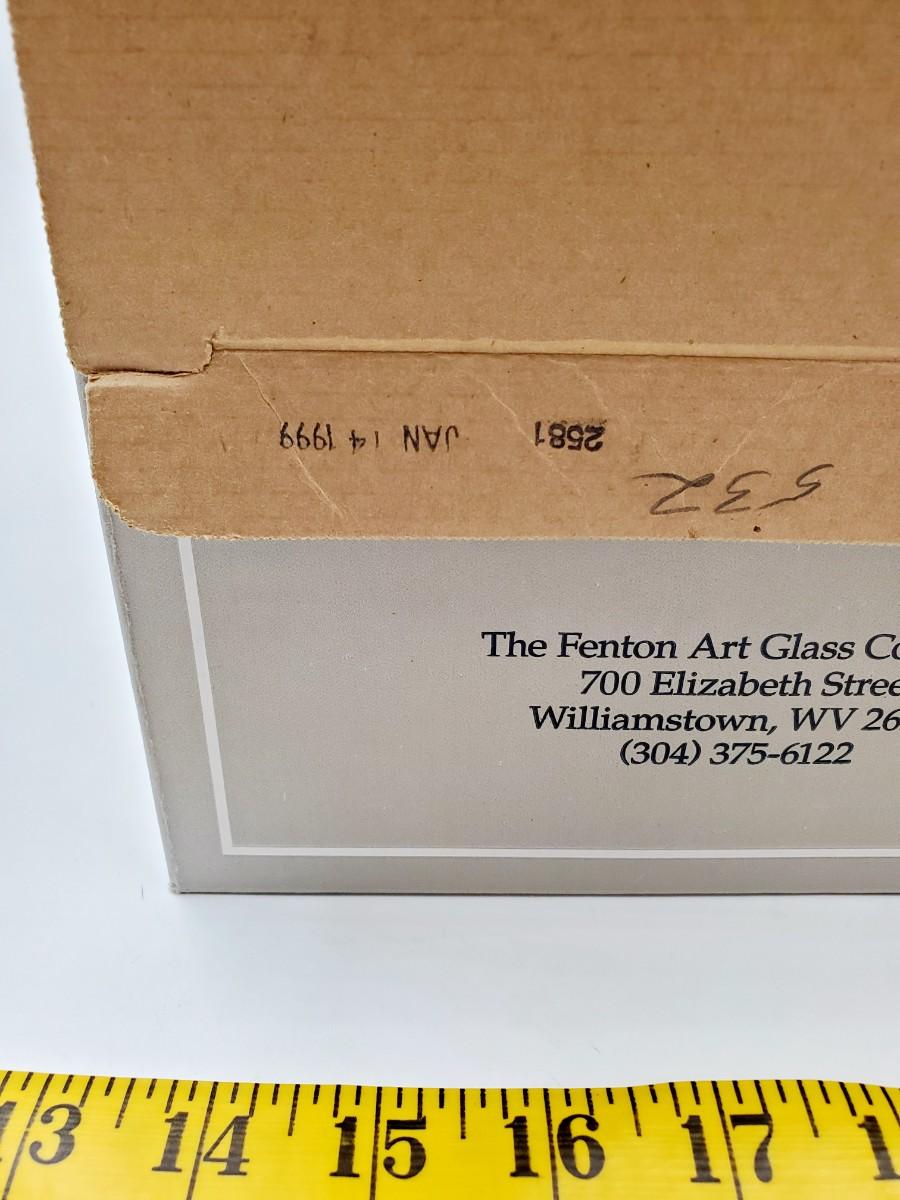 532
2581 JAN 14 1999
The Fenton Art Glass Co
700 Elizabeth Stree
Williamstown, WV 26
(304) 375-6122
13 14 15 16 17 1